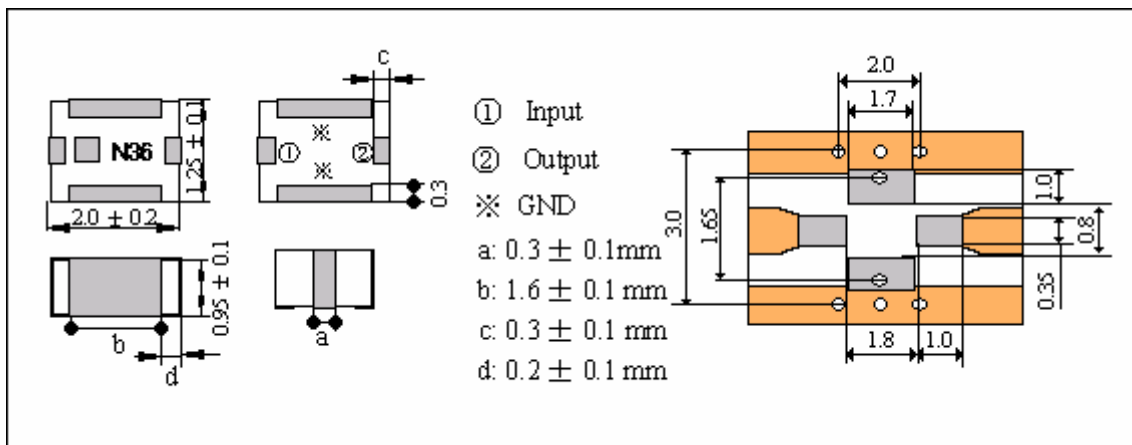 c
N36
1.25 ± 0.1
2.0 ± 0.2
① ②
※
※
0.3
0.95 ± 0.1
b
d
a
① Input
② Output
※ GND
a: 0.3 ± 0.1mm
b: 1.6 ± 0.1 mm
c: 0.3 ± 0.1 mm
d: 0.2 ± 0.1 mm
2.0
1.7
3.0
1.65
1.0
0.8
0.35
1.8
1.0